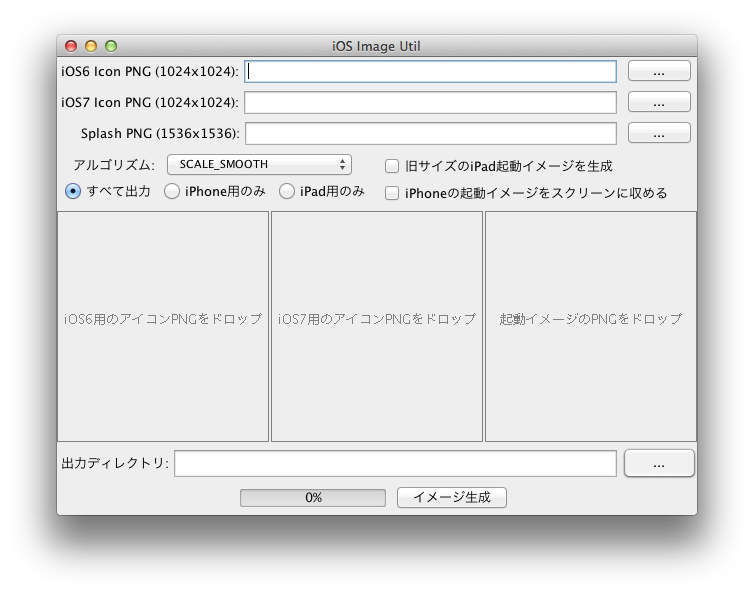 iOS Image Util
iOS6 Icon PNG (1024x1024): ...
iOS7 Icon PNG (1024x1024): ...
Splash PNG (1536x1536): ...
アルゴリズム: SCALE_SMOOTH 旧サイズのiPad起動イメージを生成
すべて出力 iPhone用のみ iPad用のみ iPhoneの起動イメージをスクリーンに収める
iOS6用のアイコンPNGをドロップ iOS7用のアイコンPNGをドロップ 起動イメージのPNGをドロップ
出力ディレクトリ: ...
0% イメージ生成